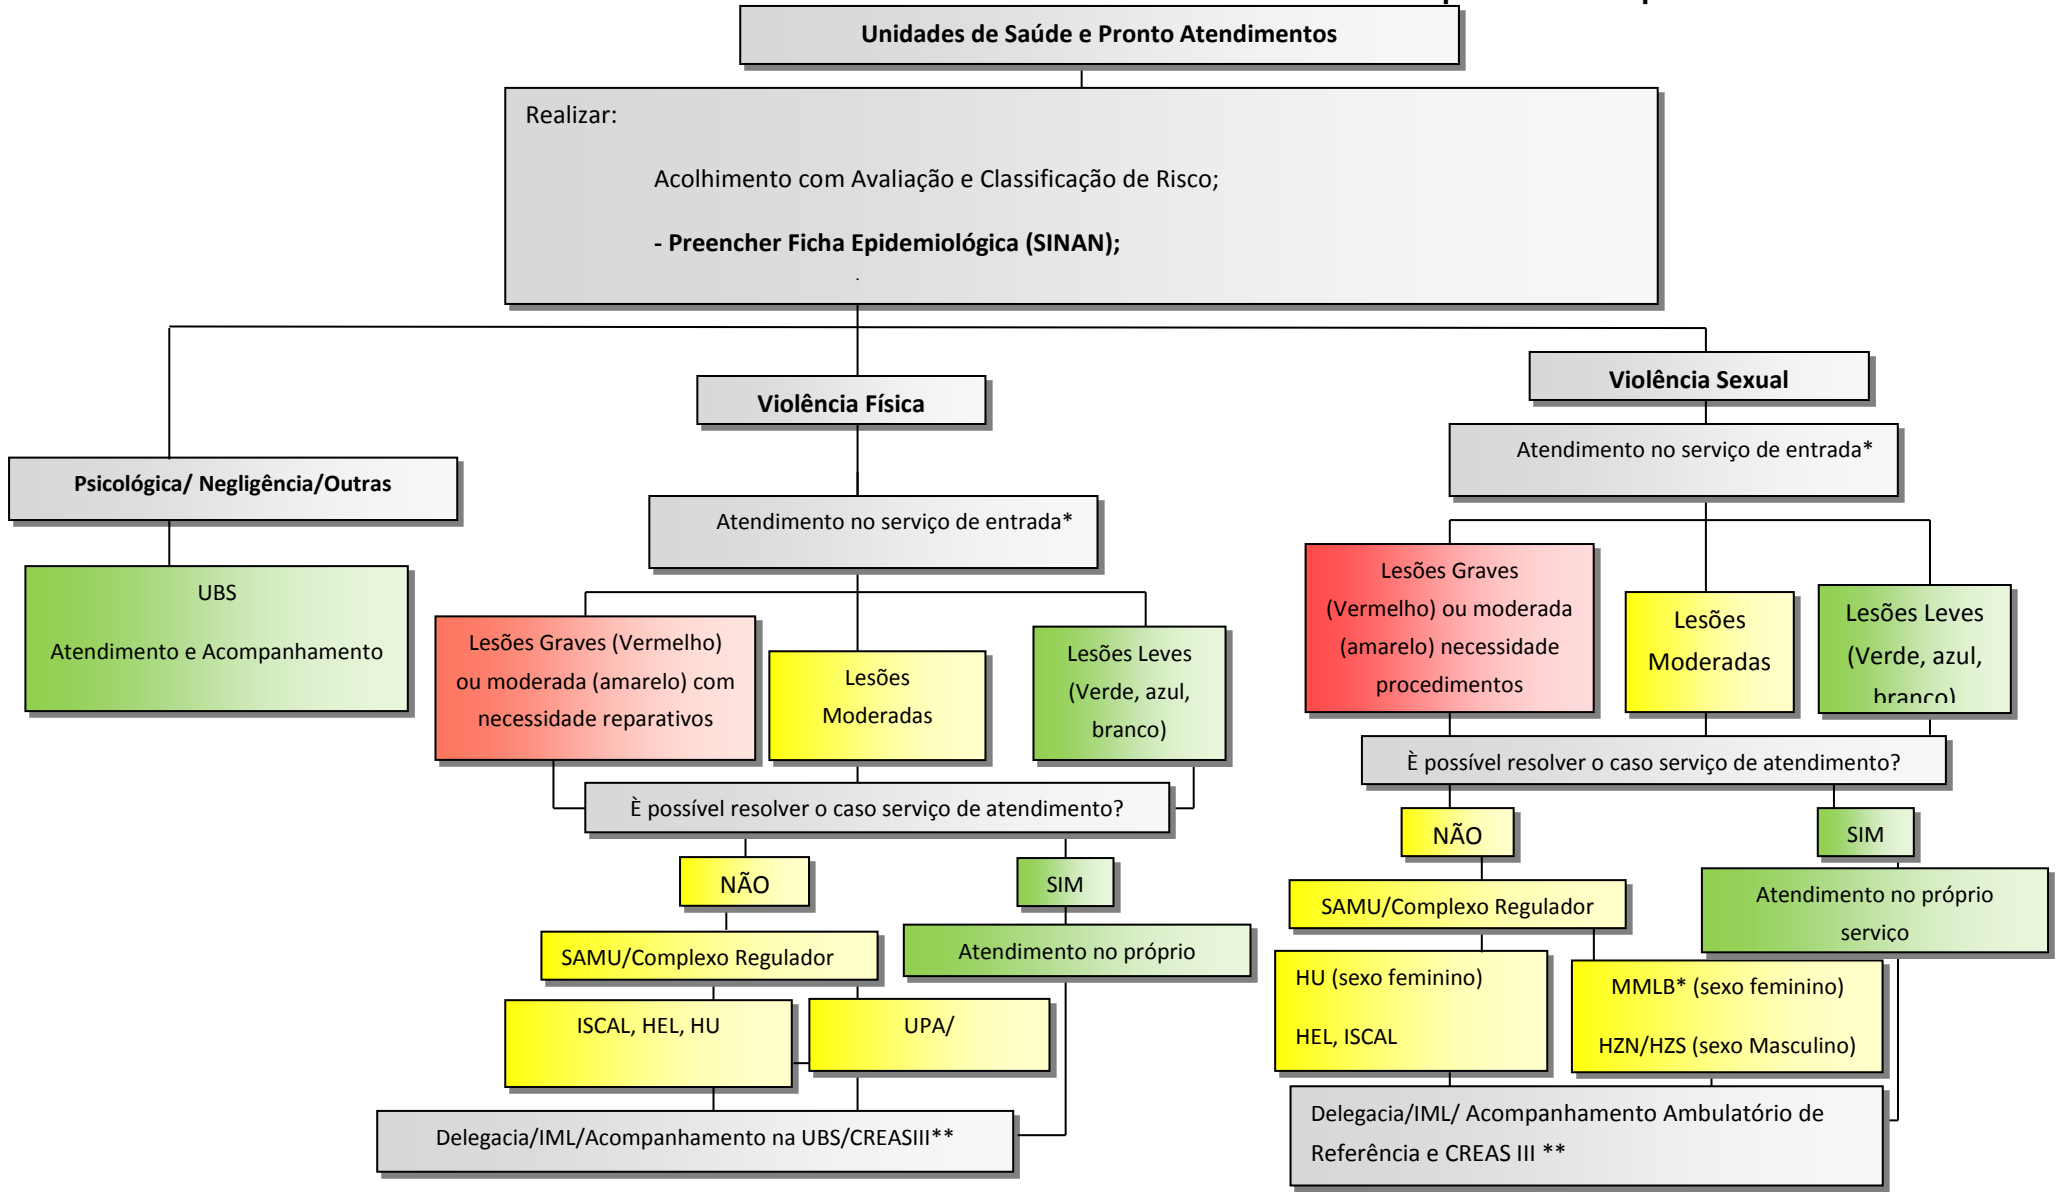 Unidades de Saúde e Pronto Atendimentos
Realizar:
Acolhimento com Avaliação e Classificação de Risco;
- Preencher Ficha Epidemiológica (SINAN);
.
Psicológica/ Negligência/Outras
UBS
Atendimento e Acompanhamento
Violência Física
Atendimento no serviço de entrada*
Lesões Graves (Vermelho)
ou moderada (amarelo) com
necessidade reparativos
Lesões
Moderadas
Lesões Leves
(Verde, azul,
branco)
È possível resolver o caso serviço de atendimento?
NÃO
SIM
SAMU/Complexo Regulador
Atendimento no próprio
ISCAL, HEL, HU
UPA/
Delegacia/IML/Acompanhamento na UBS/CREASIII**
Violência Sexual
Atendimento no serviço de entrada*
Lesões Graves
(Vermelho) ou moderada
(amarelo) necessidade
procedimentos
Lesões
Moderadas
Lesões Leves
(Verde, azul,
branco)
È possível resolver o caso serviço de atendimento?
NÃO
SIM
SAMU/Complexo Regulador
Atendimento no próprio
serviço
HU (sexo feminino)
HEL, ISCAL
MMLB* (sexo feminino)
HZN/HZS (sexo Masculino)
Delegacia/IML/ Acompanhamento Ambulatório de
Referência e CREAS III **